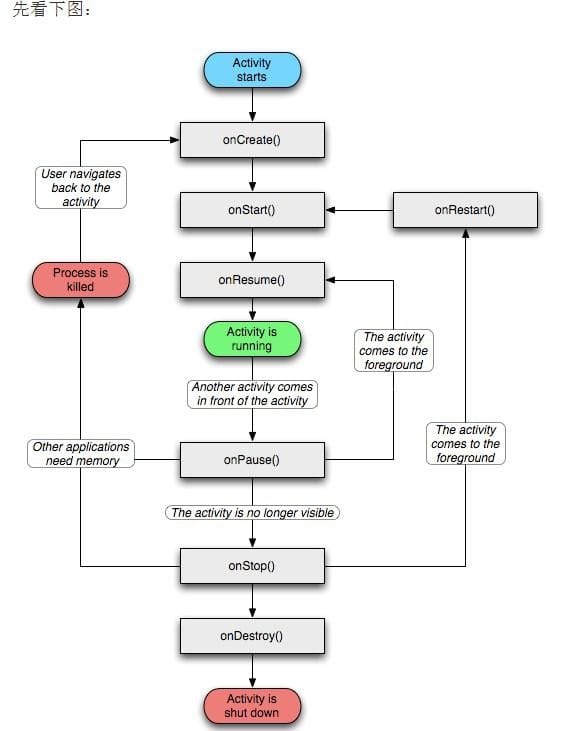 先看下图：
Activity
starts
onCreate()
User navigates
back to the
activity
onStart()
onRestart()
Process is
killed
onResume()
Activity is
running
The activity
comes to the
foreground
Another activity comes
in front of the activity
Other applications
need memory
onPause()
The activity
comes to the
foreground
The activity is no longer visible
onStop()
onDestroy()
Activity is
shut down